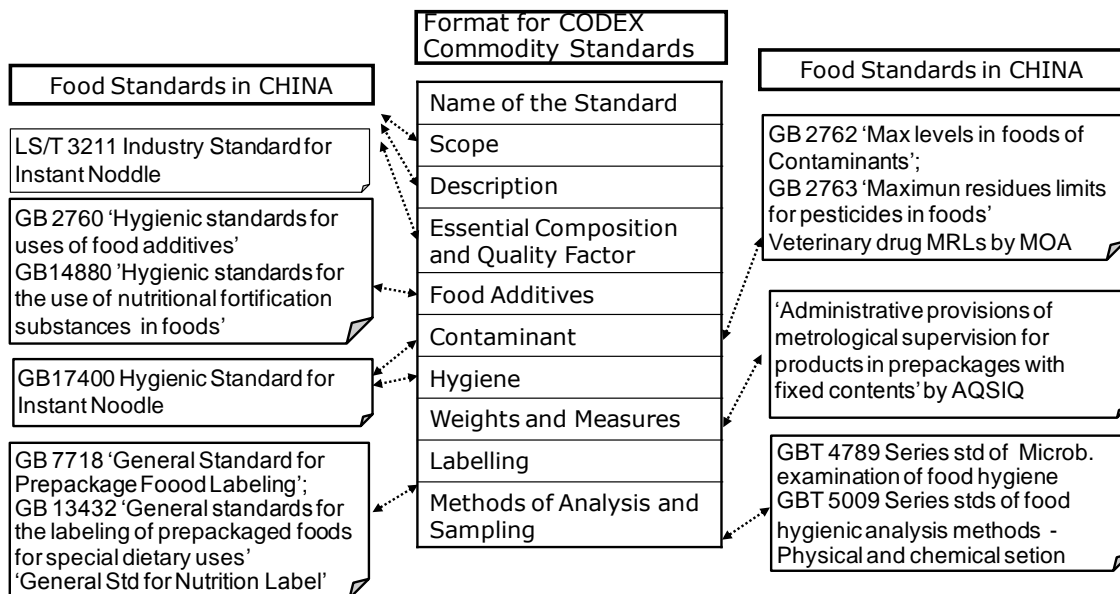 Format for CODEX
Commodity Standards
Food Standards in CHINA
LS/T 3211 Industry Standard for
Instant Noddle
GB 2760 ‘Hygienic standards for
uses of food additives’
GB14880 ’Hygienic standards for
the use of nutritional fortification
substances in foods’
GB17400 Hygienic Standard for
Instant Noodle
GB 7718 ‘General Standard for
Prepackage Foood Labeling’;
GB 13432 ‘General standards for
the labeling of prepackaged foods
for special dietary uses’
‘General Std for Nutrition Label’
Name of the Standard
Scope
Description
Essential Composition
and Quality Factor
Food Additives
Contaminant
Hygiene
Weights and Measures
Labelling
Methods of Analysis and
Sampling
Food Standards in CHINA
GB 2762 ‘Max levels in foods of
Contaminants’;
GB 2763 ‘Maximun residues limits
for pesticides in foods’
Veterinary drug MRLs by MOA
‘Administrative provisions of
metrological supervision for
products in prepackages with
fixed contents’ by AQSIQ
GBT 4789 Series std of Microb.
examination of food hygiene
GBT 5009 Series stds of food
hygienic analysis methods -
Physical and chemical setion